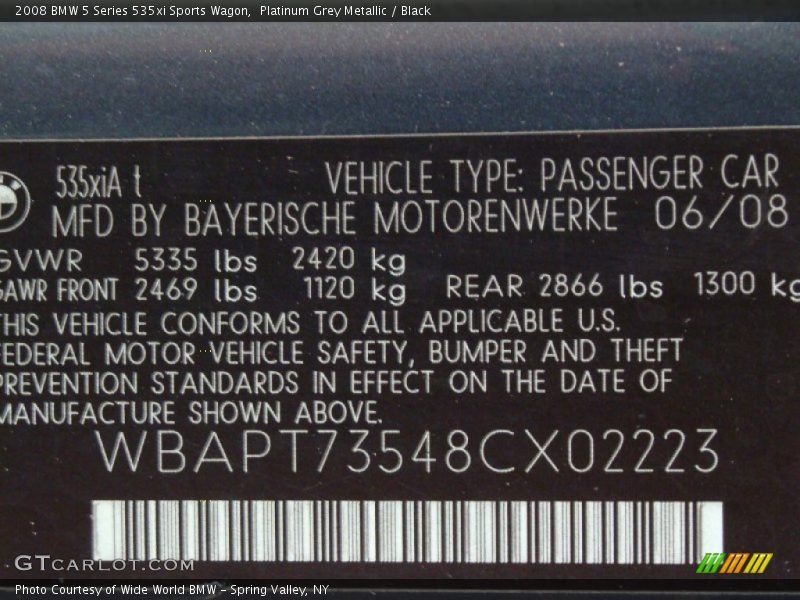 2008 BMW 5 Series 535xi Sports Wagon, Platinum Grey Metallic / Black
535xiA t VEHICLE TYPE: PASSENGER CAR
MFD BY BAYERISCHE MOTORENWERKE 06/08
GVWR 5335 lbs 2420 kg
GAWR FRONT 2469 lbs 1120 kg REAR 2866 lbs 1300 kg
THIS VEHICLE CONFORMS TO ALL APPLICABLE U.S.
FEDERAL MOTOR VEHICLE SAFETY, BUMPER AND THEFT
PREVENTION STANDARDS IN EFFECT ON THE DATE OF
MANUFACTURE SHOWN ABOVE.
WBAPT73548CX02223
GTcarlot.com
Photo Courtesy of Wide World BMW - Spring Valley, NY